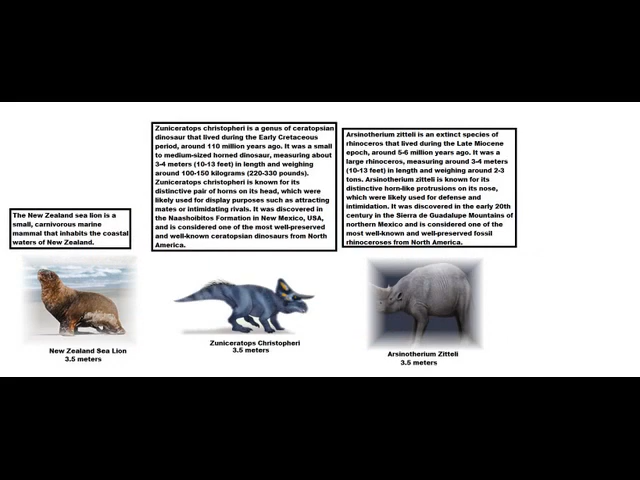 Zuniceratops christopheri is a genus of ceratopsian
dinosaur that lived during the Early Cretaceous
period, around 110 million years ago. It was a small
to medium-sized horned dinosaur, measuring about
3-4 meters (10-13 feet) in length and weighing
around 100-150 kilograms (220-330 pounds).
Zuniceratops christopheri is known for its
distinctive pair of horns on its head, which were
likely used for display purposes such as attracting
mates or intimidating rivals. It was discovered in
the Naashoibitos Formation in New Mexico, USA,
and is considered one of the most well-preserved
and well-known ceratopsian dinosaurs from North
America.
Arsinotherium zitteli is an extinct species of
rhinoceros that lived during the Late Miocene
epoch, around 5-6 million years ago. It was a
large rhinoceros, measuring around 3-4 meters
(10-13 feet) in length and weighing around 2-3
tons. Arsinotherium zitteli is known for its
distinctive horn-like protrusions on its nose,
which were likely used for defense and
intimidation. It was discovered in the early 20th
century in the Sierra de Guadalupe Mountains of
northern Mexico and is considered one of the
most well-known and well-preserved fossil
rhinoceroses from North America.
The New Zealand sea lion is a
small, carnivorous marine
mammal that inhabits the coastal
waters of New Zealand.
New Zealand Sea Lion
3.5 meters
Zuniceratops Christopheri
3.5 meters
Arsinotherium Zitteli
3.5 meters